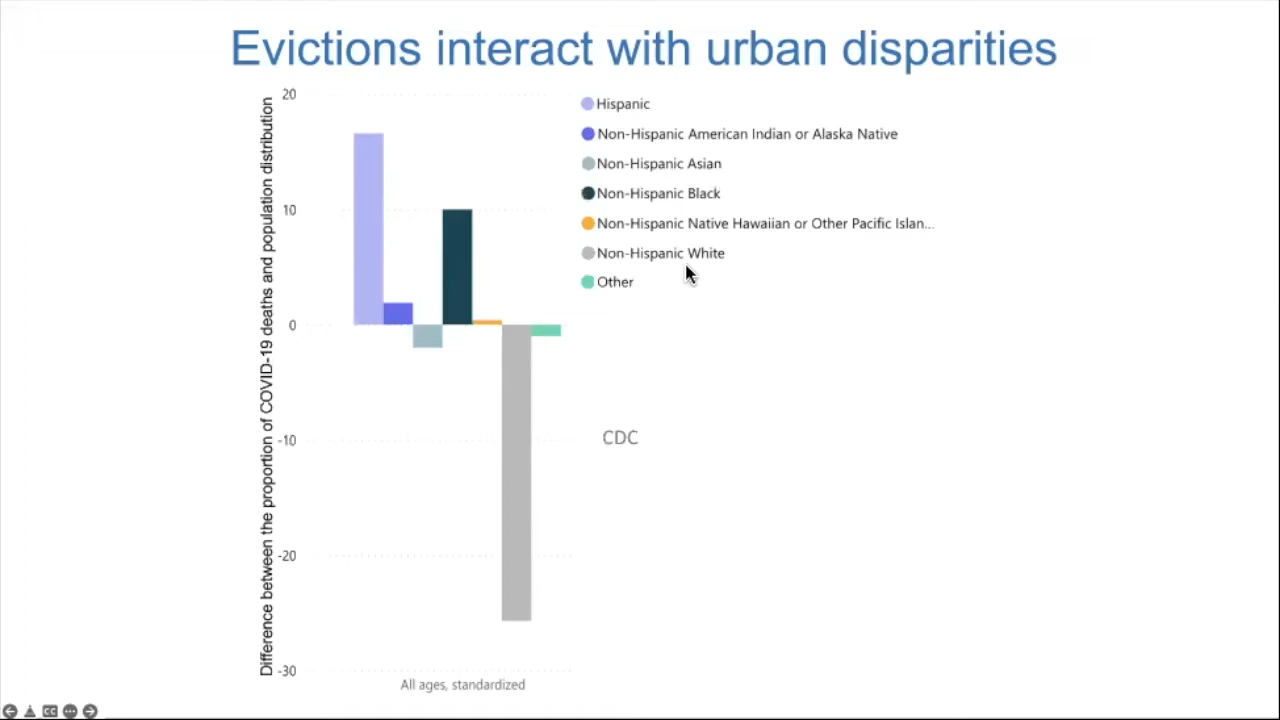 Evictions interact with urban disparities
Difference between the proportion of COVID-19 deaths and population distribution
20
10
0
-10
-20
-30
All ages, standardized
Hispanic
Non-Hispanic American Indian or Alaska Native
Non-Hispanic Asian
Non-Hispanic Black
Non-Hispanic Native Hawaiian or Other Pacific Islan...
Non-Hispanic White
Other
CDC
CC